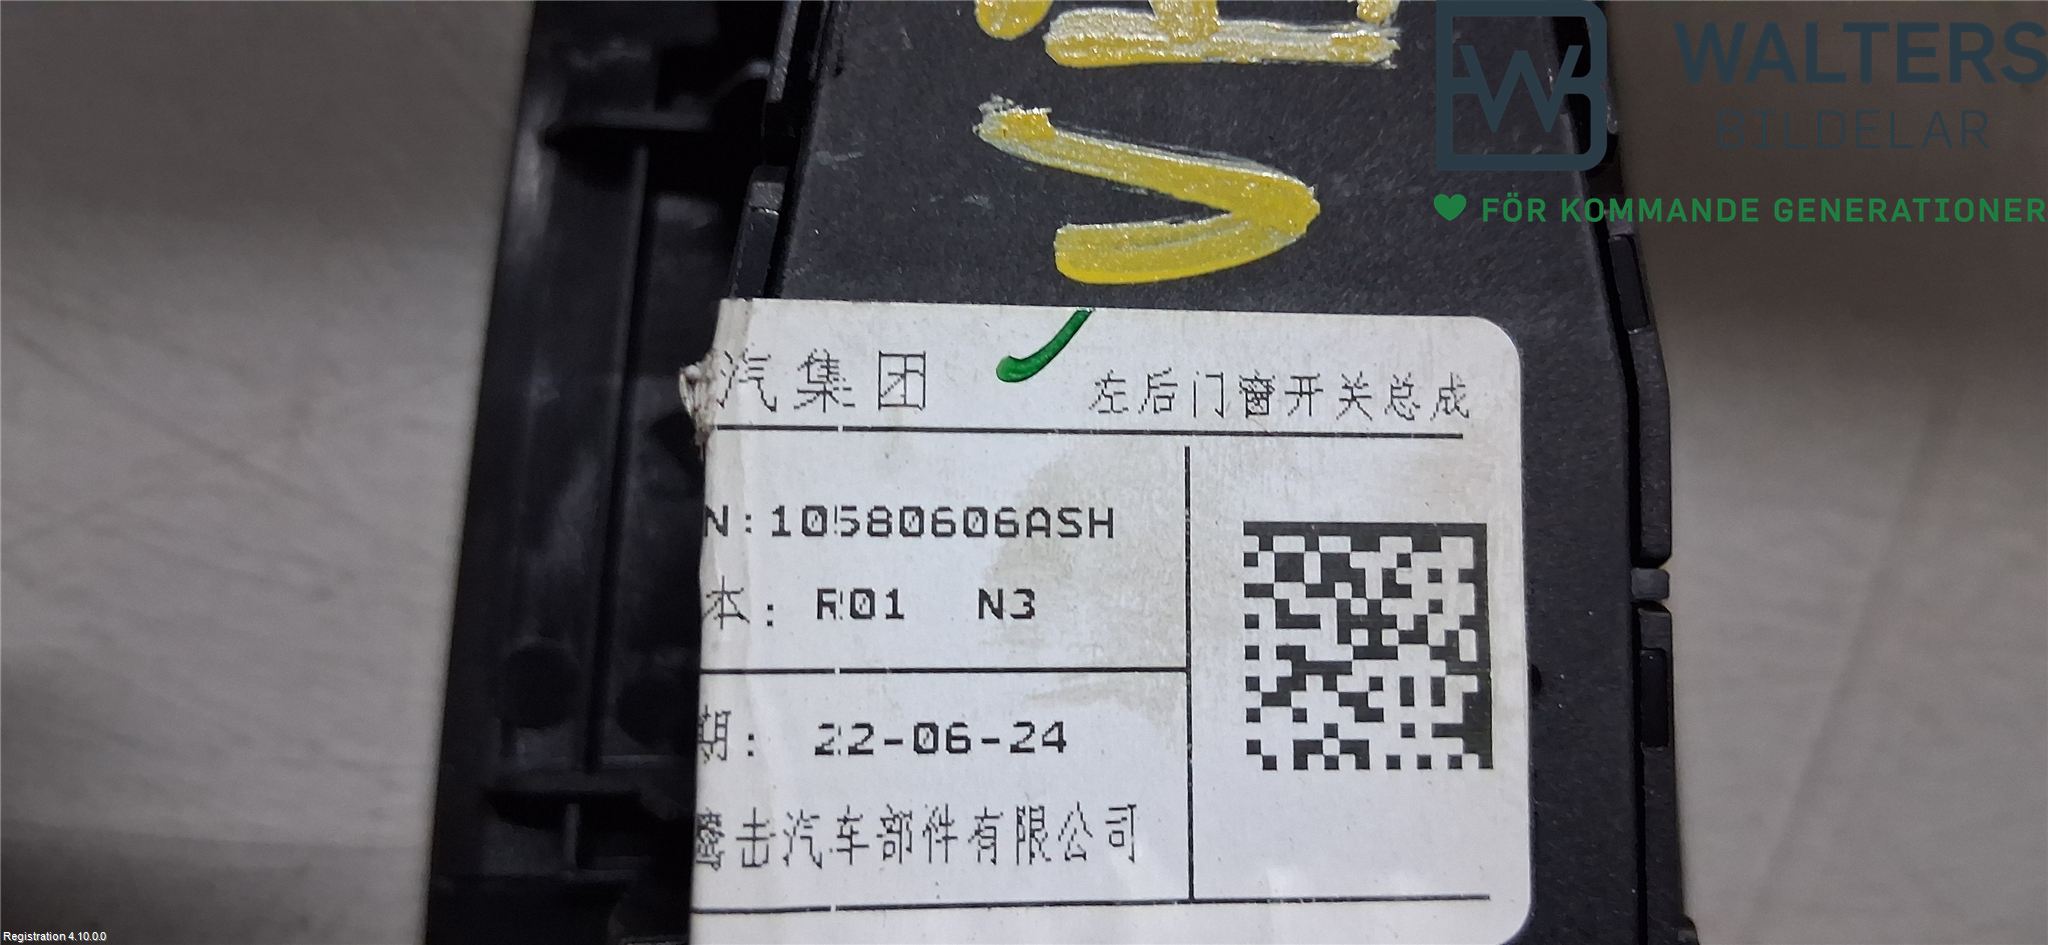 WALTERS
BILDELAR
FÖR KOMMANDE GENERATIONER
汽集团
左后门窗开关总成
N:10580606ASH
本: R01 N3
期: 22-06-24
击汽车部件有限公司
Registration 4.10.0.0